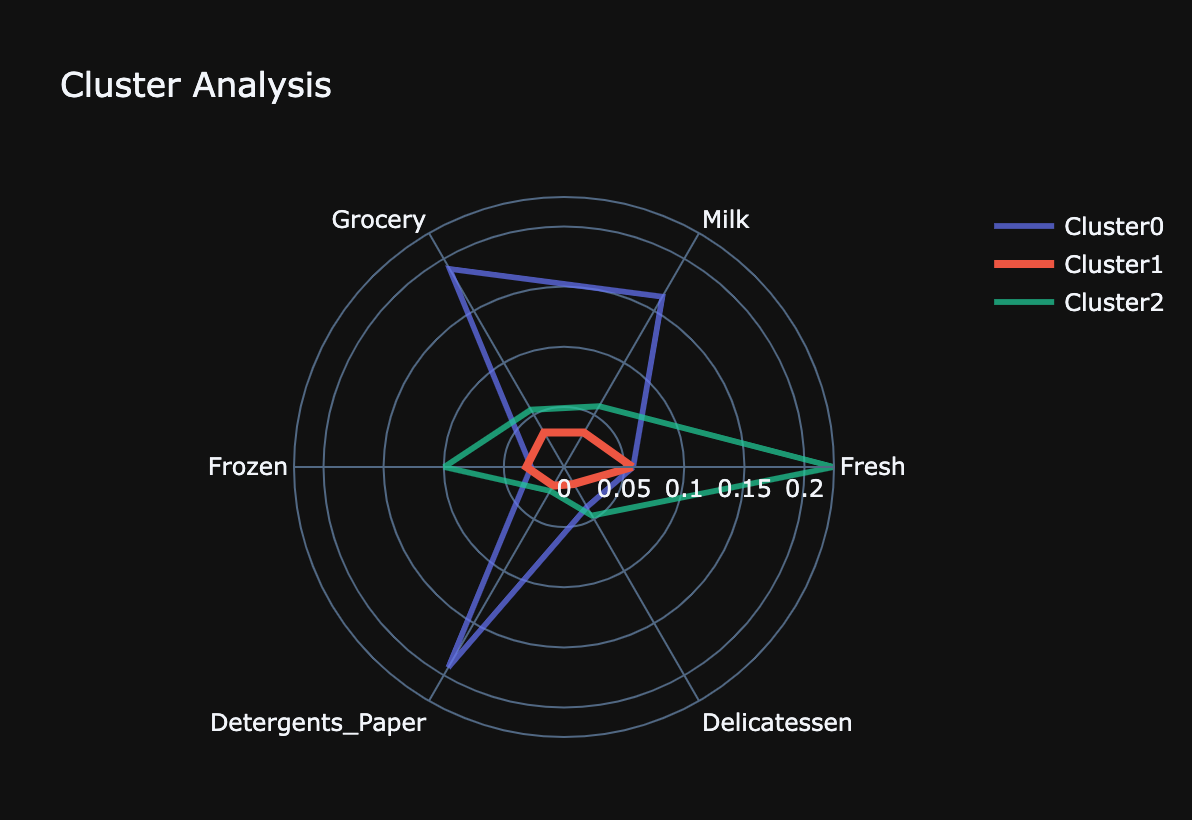 Cluster Analysis
Grocery
Milk
Cluster0
Cluster1
Cluster2
Frozen
Fresh
0 0.05 0.1 0.15 0.2
Detergents_Paper
Delicatessen